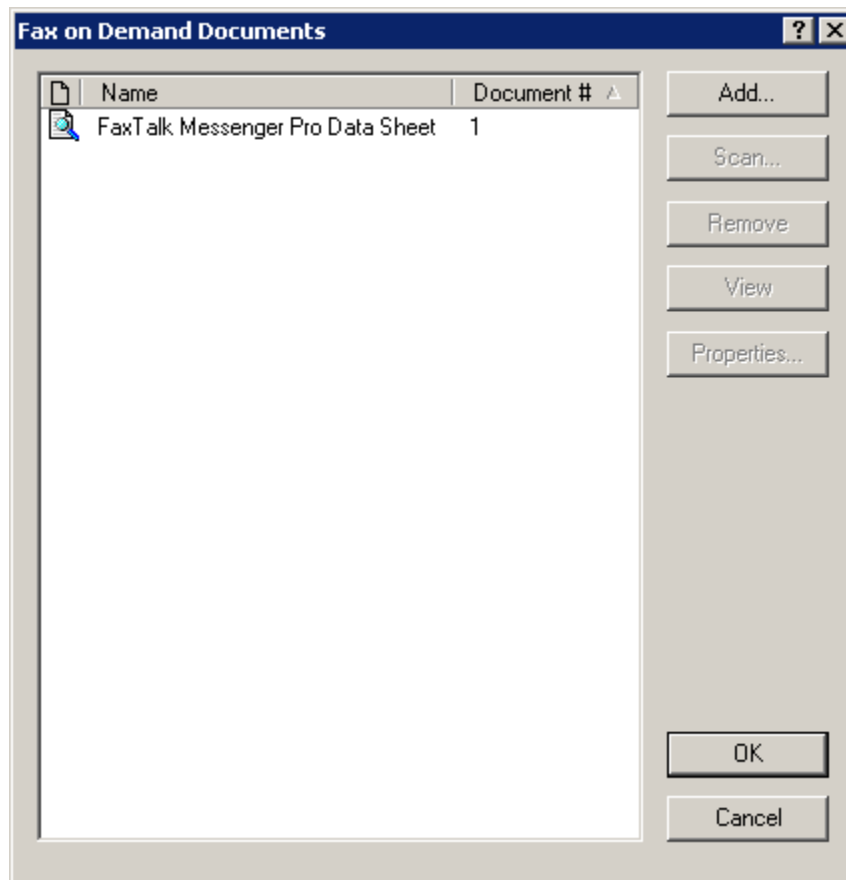 Fax on Demand Documents
Name Document #
FaxTalk Messenger Pro Data Sheet 1
Add...
Scan...
Remove
View
Properties...
OK
Cancel